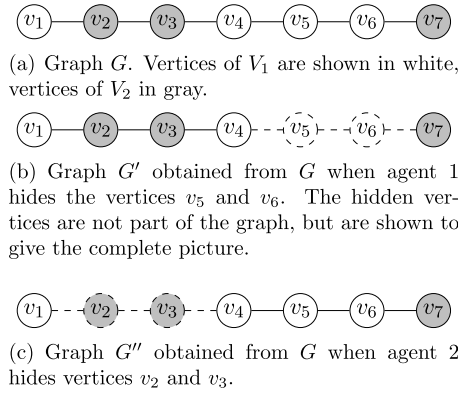 v1 v2 v3 v4 v5 v6 v7
(a) Graph G. Vertices of V1 are shown in white,
vertices of V2 in gray.
v1 v2 v3 v4 v5 v6 v7
(b) Graph G′ obtained from G when agent 1
hides the vertices v5 and v6. The hidden ver-
tices are not part of the graph, but are shown to
give the complete picture.
v1 v2 v3 v4 v5 v6 v7
(c) Graph G′′ obtained from G when agent 2
hides vertices v2 and v3.